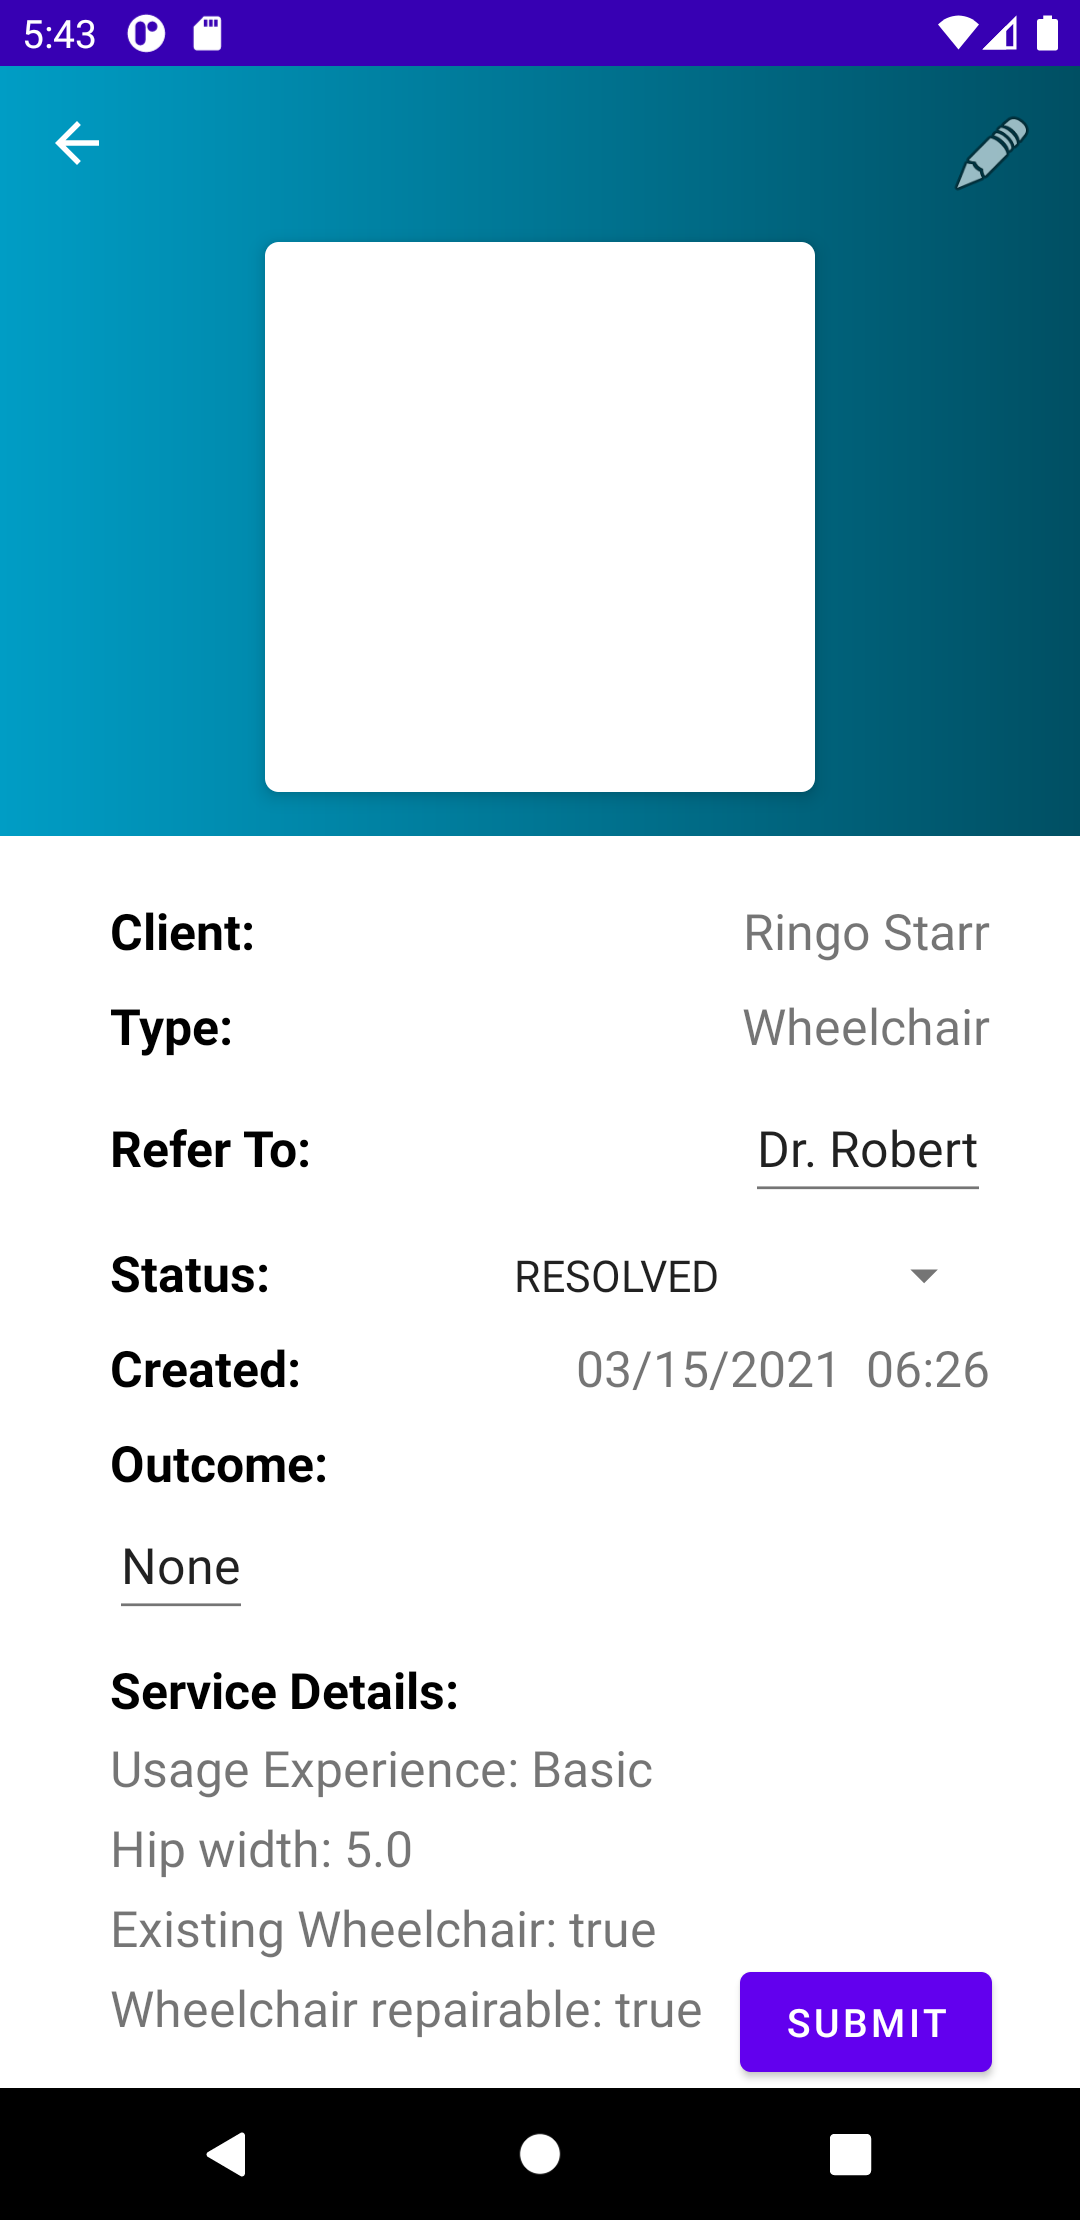 5:43
Client: Ringo Starr
Type: Wheelchair
Refer To: Dr. Robert
Status: RESOLVED
Created: 03/15/2021 06:26
Outcome:
None
Service Details:
Usage Experience: Basic
Hip width: 5.0
Existing Wheelchair: true
Wheelchair repairable: true
SUBMIT